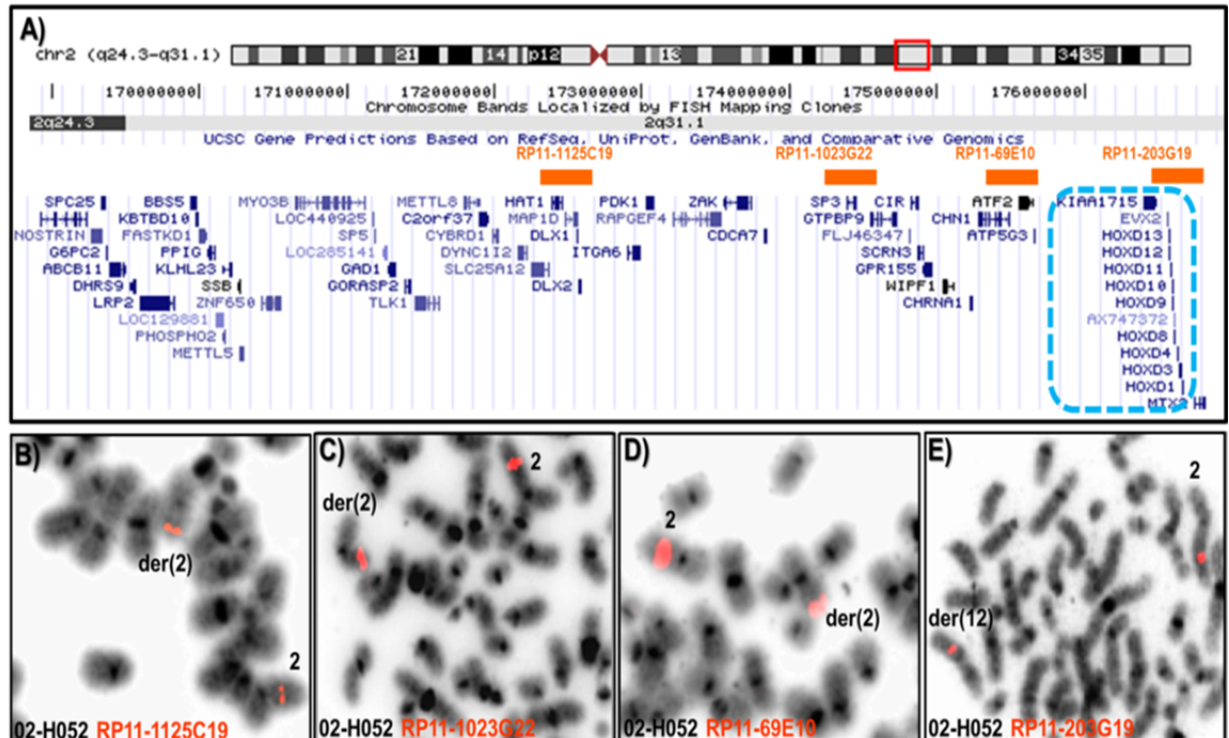 A)
chr2 (q24.3-q31.1) 21 14 p12 13 34 35
170000000| 171000000| 172000000| 173000000| 174000000| 175000000| 176000000|
Chromosome Bands Localized by FISH Mapping Clones
2q24.3 2q31.1
UCSC Gene Predictions Based on RefSeq, UniProt, GenBank, and Comparative Genomics
RP11-1125C19 RP11-1023G22 RP11-69E10 RP11-203G19
SPC25 BBS5 MYO3B METTL8 HAT1 PDK1 ZAK SP3 CIR ATF2 KIAA1715
KBTBD10 LOC440925 C2orf37 MAP1D RAPGEF4 GTPBP9 CHN1 EVX2
NOSTRIN FASTKD1 SP5 CYBRD1 DLX1 CDCA7 FLJ46347 ATP5G3 HOXD13
G6PC2 PPIG LOC285141 DYNC1I2 ITGA6 SCRN3 HOXD12
ABCB11 KLHL23 GAD1 SLC25A12 GPR155 HOXD11
DHRS9 SSB GORASP2 DLX2 WIPF1 HOXD10
LRP2 ZNF650 TLK1 CHRNA1 HOXD9
LOC129881 AX747372
PHOSPHO2 HOXD8
METTL5 HOXD4
HOXD3
HOXD1
MTX2
B)
der(2)
2
02-H052 RP11-1125C19
C)
2
der(2)
02-H052 RP11-1023G22
D)
2
der(2)
02-H052 RP11-69E10
E)
2
der(12)
02-H052 RP11-203G19